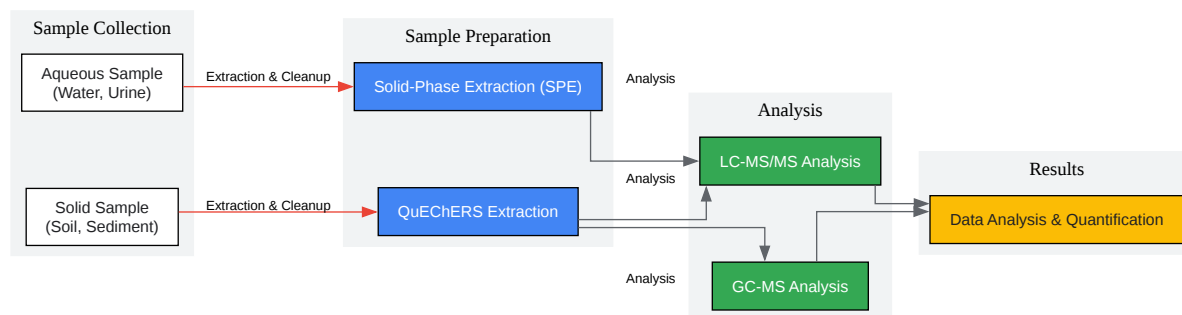 Sample Collection
Aqueous Sample
(Water, Urine)
Solid Sample
(Soil, Sediment)
Extraction & Cleanup
Extraction & Cleanup
Sample Preparation
Solid-Phase Extraction (SPE)
QuEChERS Extraction
Analysis
Analysis
Analysis
Analysis
LC-MS/MS Analysis
GC-MS Analysis
Results
Data Analysis & Quantification